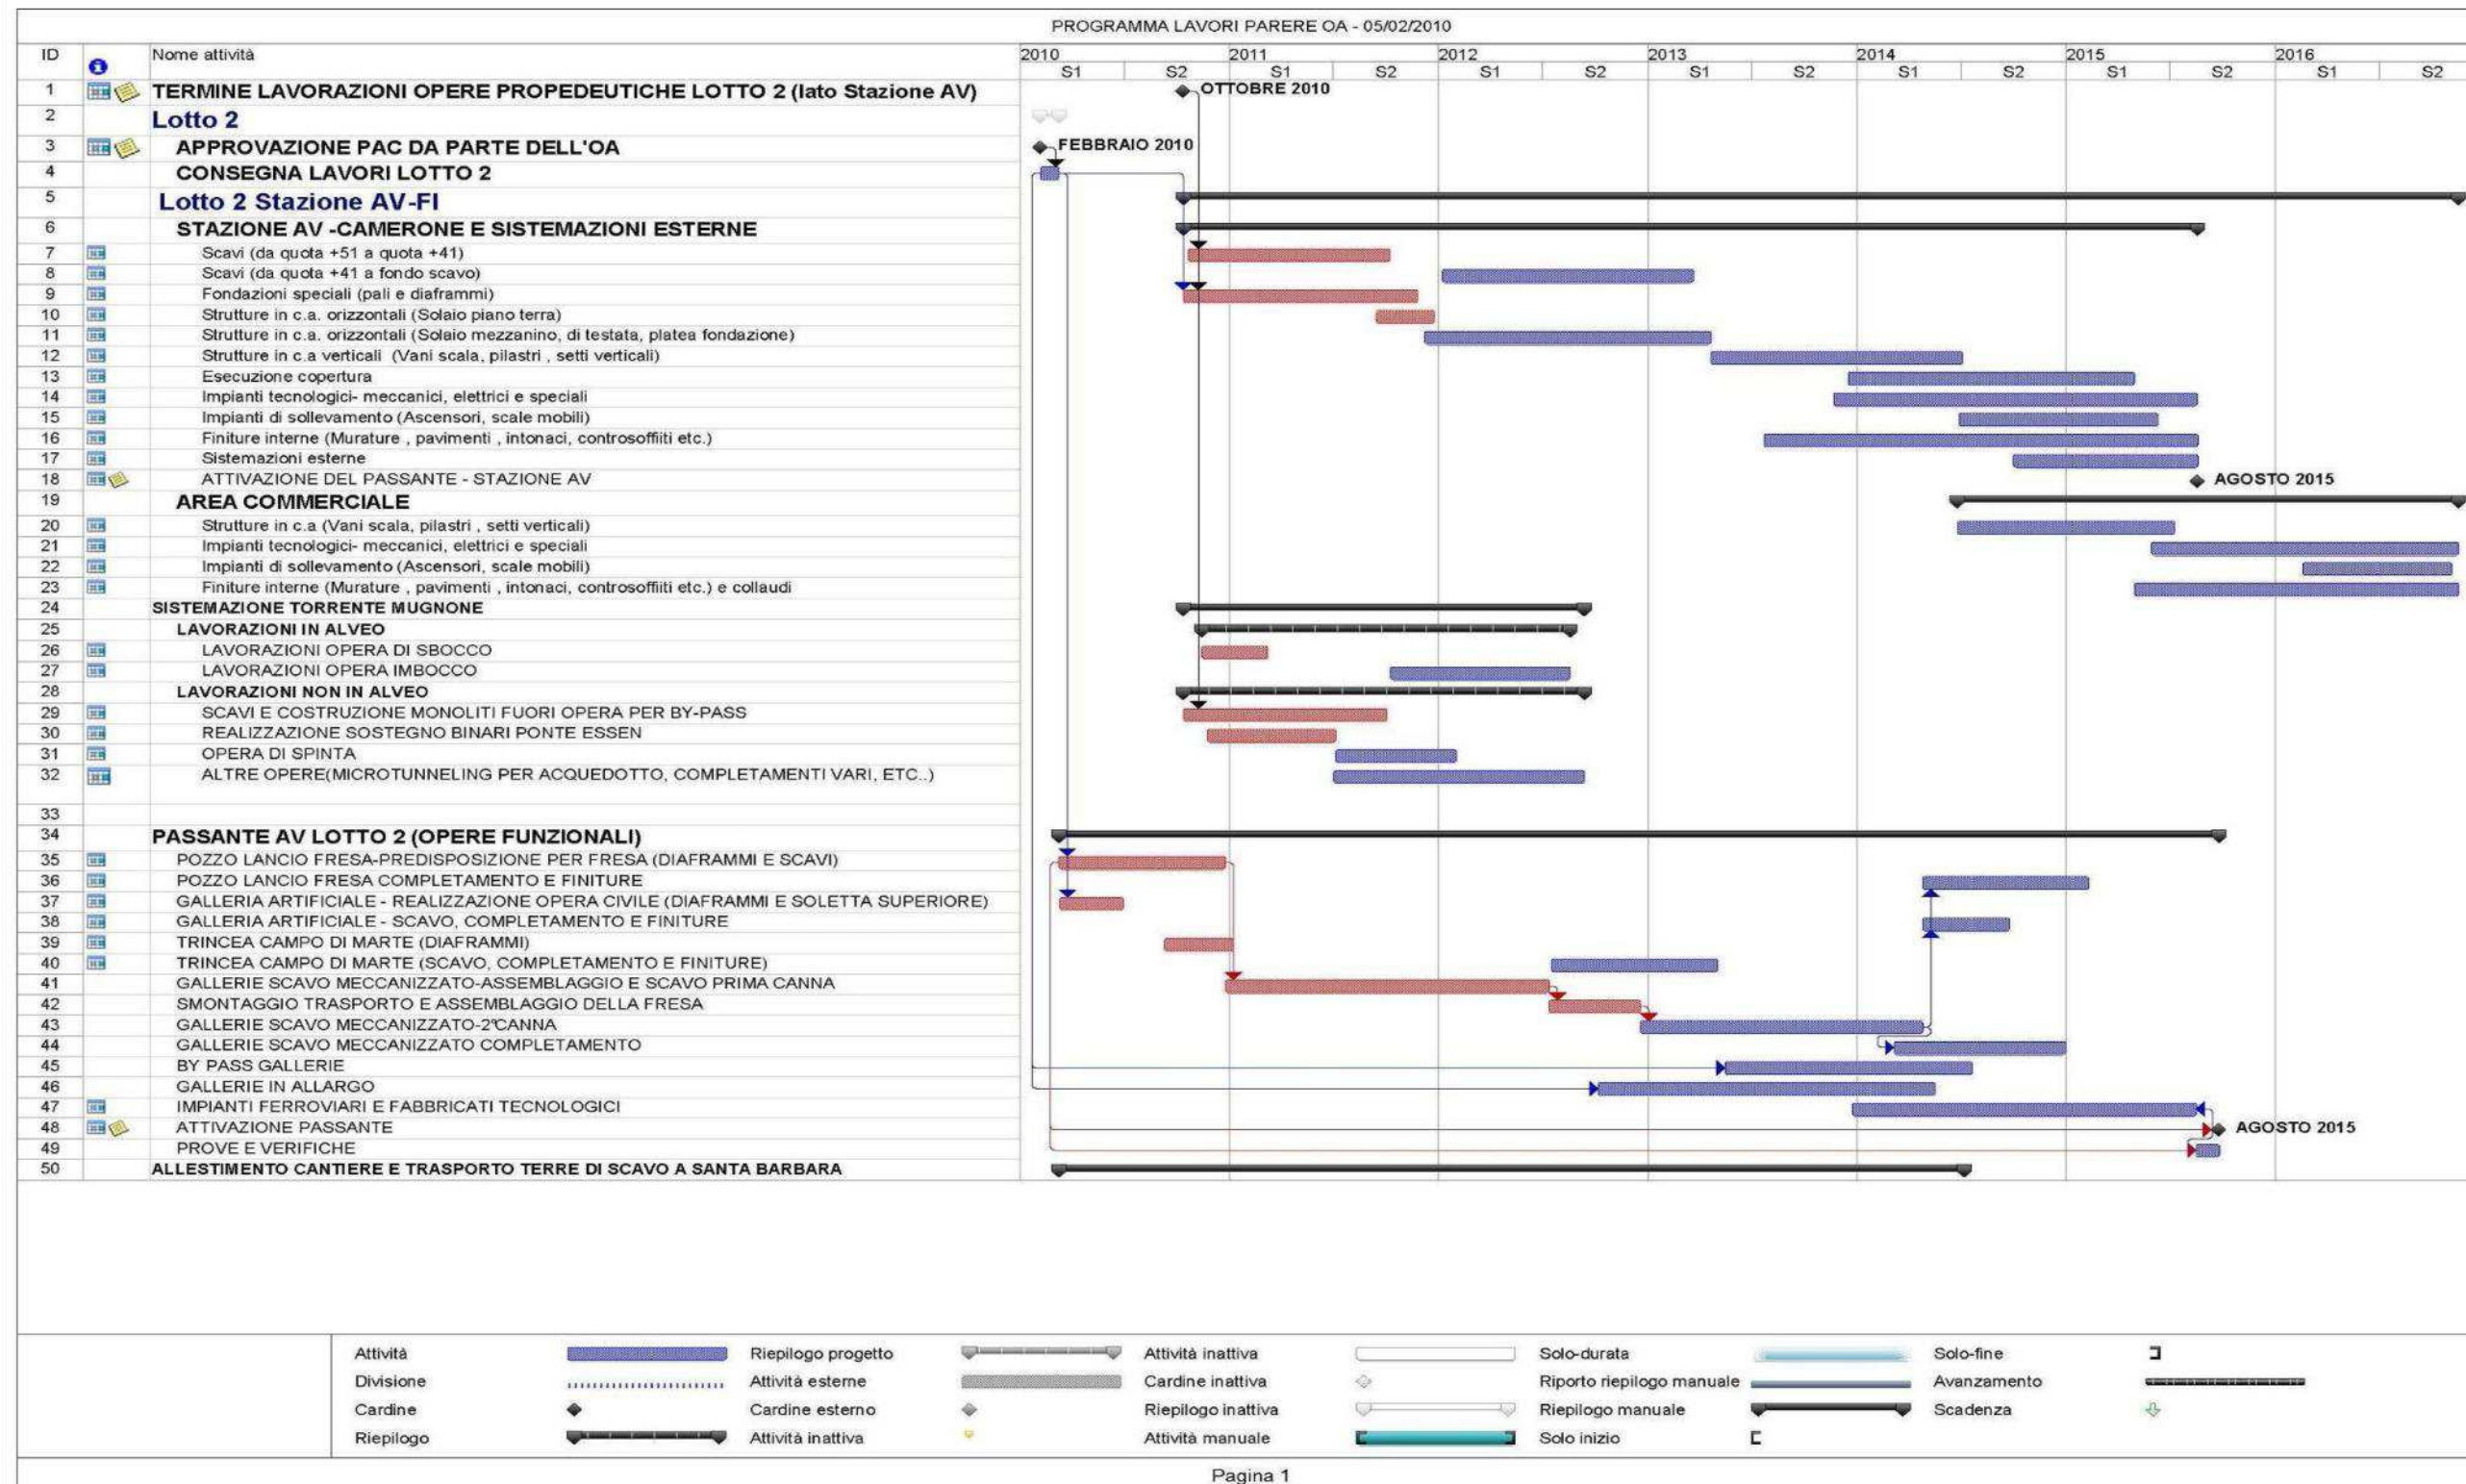 PROGRAMMA LAVORI PARERE OA - 05/02/2010
ID Nome attività 2010 2011 2012 2013 2014 2015 2016
S1 S2 S1 S2 S1 S2 S1 S2 S1 S2 S1 S2 S1 S2
1 TERMINE LAVORAZIONI OPERE PROPEDEUTICHE LOTTO 2 (lato Stazione AV) OTTOBRE 2010
2 Lotto 2
3 APPROVAZIONE PAC DA PARTE DELL'OA FEBBRAIO 2010
4 CONSEGNA LAVORI LOTTO 2
5 Lotto 2 Stazione AV-FI
6 STAZIONE AV -CAMERONE E SISTEMAZIONI ESTERNE
7 Scavi (da quota +51 a quota +41)
8 Scavi (da quota +41 a fondo scavo)
9 Fondazioni speciali (pali e diaframmi)
10 Strutture in c.a. orizzontali (Solaio piano terra)
11 Strutture in c.a. orizzontali (Solaio mezzanino, di testata, platea fondazione)
12 Strutture in c.a verticali (Vani scala, pilastri , setti verticali)
13 Esecuzione copertura
14 Impianti tecnologici- meccanici, elettrici e speciali
15 Impianti di sollevamento (Ascensori, scale mobili)
16 Finiture interne (Murature , pavimenti , intonaci, controsoffiiti etc.)
17 Sistemazioni esterne
18 ATTIVAZIONE DEL PASSANTE - STAZIONE AV AGOSTO 2015
19 AREA COMMERCIALE
20 Strutture in c.a (Vani scala, pilastri , setti verticali)
21 Impianti tecnologici- meccanici, elettrici e speciali
22 Impianti di sollevamento (Ascensori, scale mobili)
23 Finiture interne (Murature , pavimenti , intonaci, controsoffiiti etc.) e collaudi
24 SISTEMAZIONE TORRENTE MUGNONE
25 LAVORAZIONI IN ALVEO
26 LAVORAZIONI OPERA DI SBOCCO
27 LAVORAZIONI OPERA IMBOCCO
28 LAVORAZIONI NON IN ALVEO
29 SCAVI E COSTRUZIONE MONOLITI FUORI OPERA PER BY-PASS
30 REALIZZAZIONE SOSTEGNO BINARI PONTE ESSEN
31 OPERA DI SPINTA
32 ALTRE OPERE(MICROTUNNELING PER ACQUEDOTTO, COMPLETAMENTI VARI, ETC..)
33
34 PASSANTE AV LOTTO 2 (OPERE FUNZIONALI)
35 POZZO LANCIO FRESA-PREDISPOSIZIONE PER FRESA (DIAFRAMMI E SCAVI)
36 POZZO LANCIO FRESA COMPLETAMENTO E FINITURE
37 GALLERIA ARTIFICIALE - REALIZZAZIONE OPERA CIVILE (DIAFRAMMI E SOLETTA SUPERIORE)
38 GALLERIA ARTIFICIALE - SCAVO, COMPLETAMENTO E FINITURE
39 TRINCEA CAMPO DI MARTE (DIAFRAMMI)
40 TRINCEA CAMPO DI MARTE (SCAVO, COMPLETAMENTO E FINITURE)
41 GALLERIE SCAVO MECCANIZZATO-ASSEMBLAGGIO E SCAVO PRIMA CANNA
42 SMONTAGGIO TRASPORTO E ASSEMBLAGGIO DELLA FRESA
43 GALLERIE SCAVO MECCANIZZATO-2°CANNA
44 GALLERIE SCAVO MECCANIZZATO COMPLETAMENTO
45 BY PASS GALLERIE
46 GALLERIE IN ALLARGO
47 IMPIANTI FERROVIARI E FABBRICATI TECNOLOGICI
48 ATTIVAZIONE PASSANTE AGOSTO 2015
49 PROVE E VERIFICHE
50 ALLESTIMENTO CANTIERE E TRASPORTO TERRE DI SCAVO A SANTA BARBARA
Attività Riepilogo progetto Attività inattiva Solo-durata Solo-fine
Divisione Attività esterne Cardine inattiva Riporto riepilogo manuale Avanzamento
Cardine Cardine esterno Riepilogo inattiva Riepilogo manuale Scadenza
Riepilogo Attività inattiva Attività manuale Solo inizio
Pagina 1